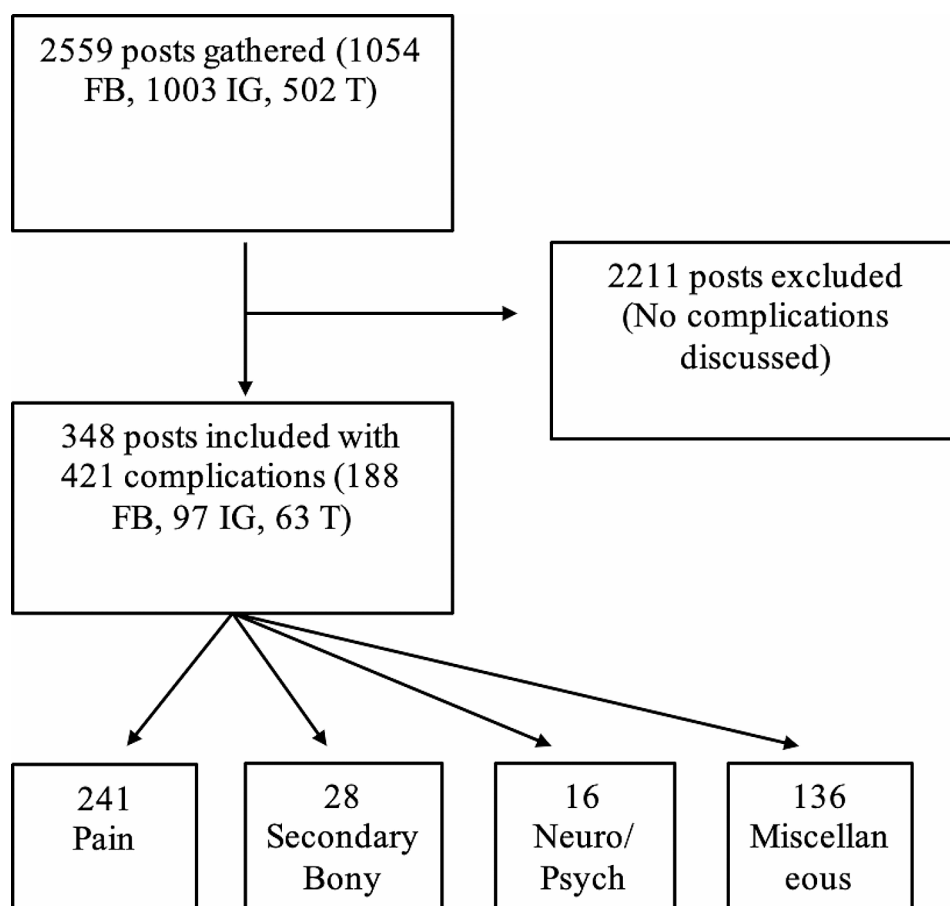 2559 posts gathered (1054
FB, 1003 IG, 502 T)
2211 posts excluded
(No complications
discussed)
348 posts included with
421 complications (188
FB, 97 IG, 63 T)
241
Pain
28
Secondary
Bony
16
Neuro/
Psych
136
Miscellan
eous